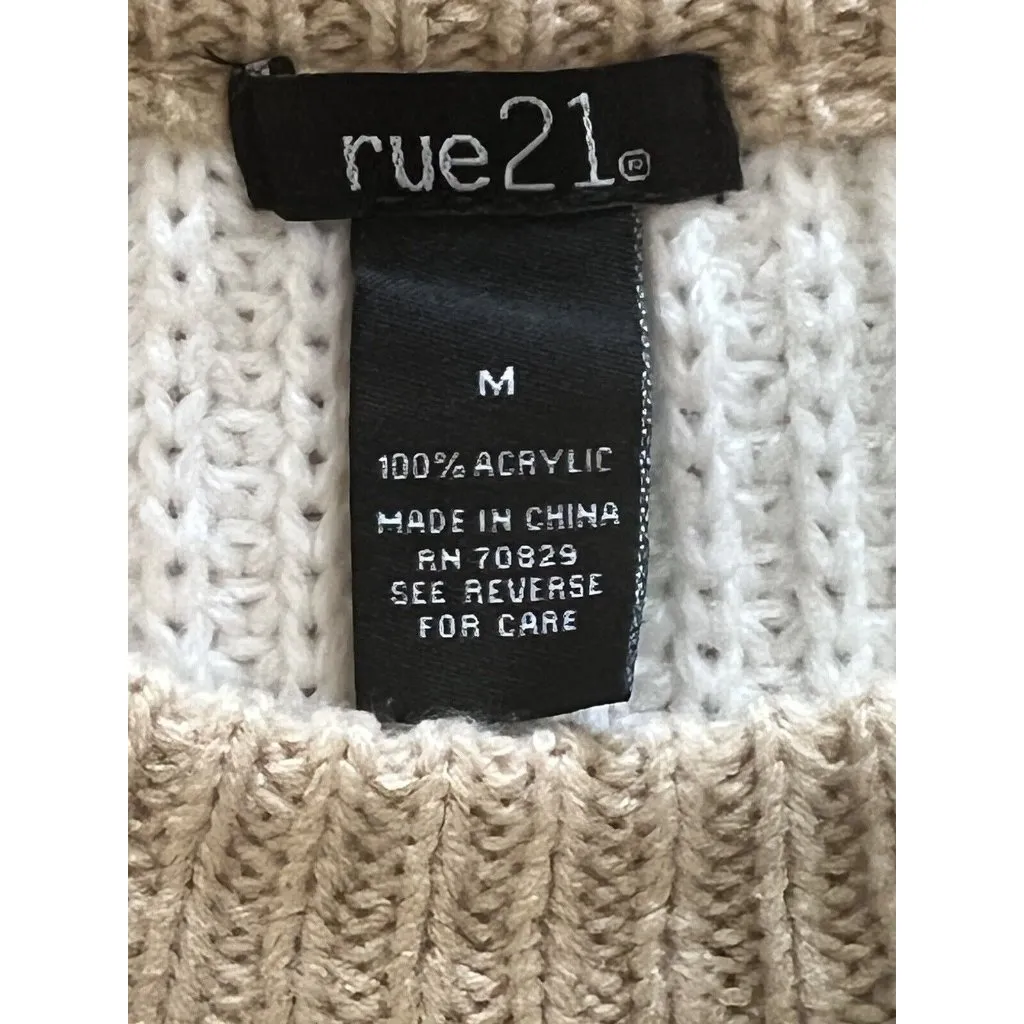 rue21®
M
100% ACRYLIC
MADE IN CHINA
RN 70829
SEE REVERSE
FOR CARE